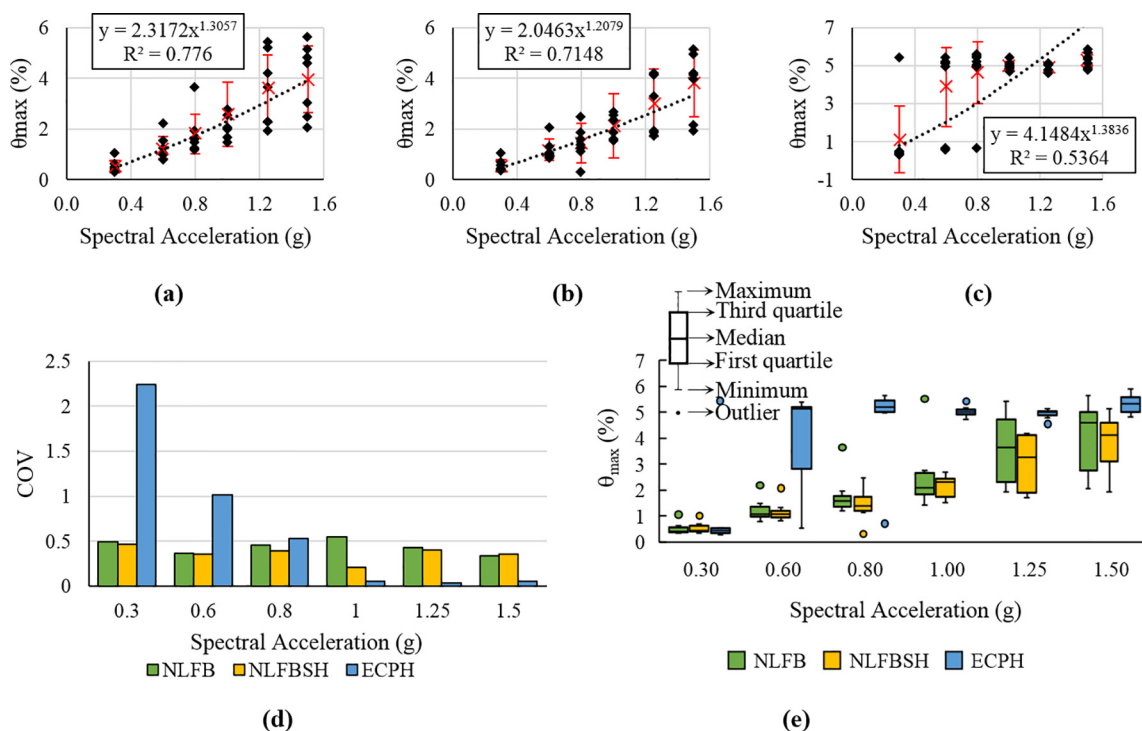 y = 2.3172x^1.3057
R² = 0.776
6
4
2
0
θmax (%)
0.0 0.4 0.8 1.2 1.6
Spectral Acceleration (g)
(a)
y = 2.0463x^1.2079
R² = 0.7148
6
4
2
0
θmax (%)
0.0 0.4 0.8 1.2 1.6
Spectral Acceleration (g)
(b)
7
5
3
1
-1
θmax (%)
y = 4.1484x^1.3836
R² = 0.5364
0.0 0.4 0.8 1.2 1.6
Spectral Acceleration (g)
(c)
2.5
2
1.5
1
0.5
0
COV
0.3 0.6 0.8 1 1.25 1.5
Spectral Acceleration (g)
NLFB NLFBSH ECPH
(d)
Maximum
Third quartile
Median
First quartile
Minimum
Outlier
7
6
5
4
3
2
1
0
θmax (%)
0.30 0.60 0.80 1.00 1.25 1.50
Spectral Acceleration (g)
NLFB NLFBSH ECPH
(e)